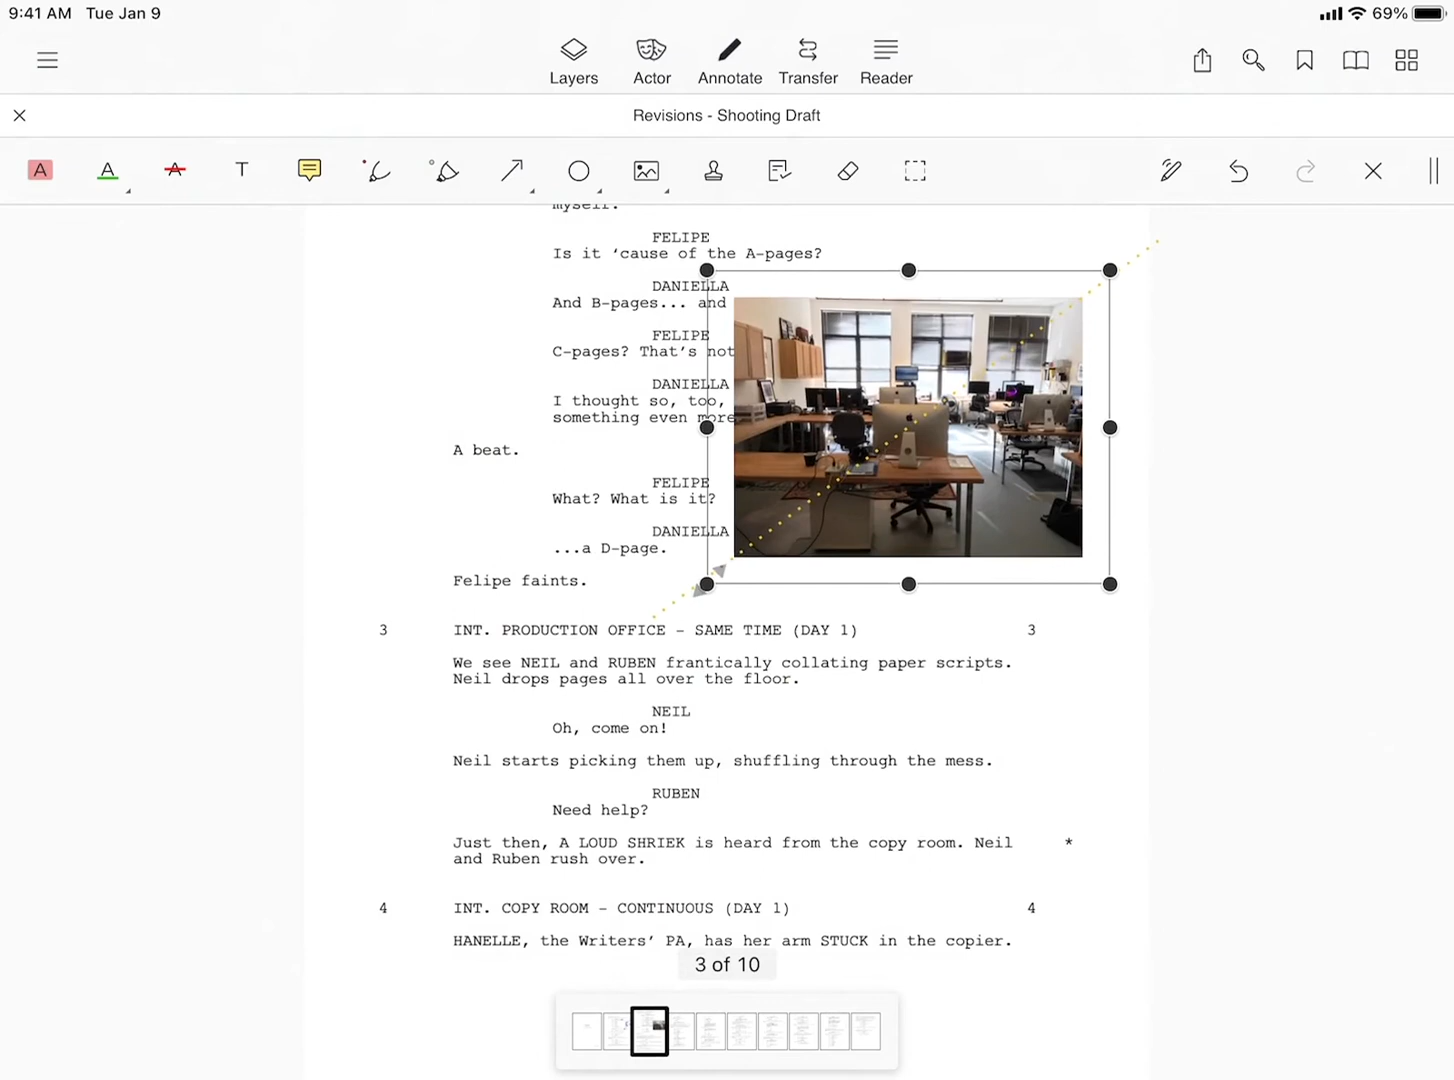 9:41 AM Tue Jan 9
69%
Layers
Actor
Annotate
Transfer
Reader
Revisions - Shooting Draft
A A A T
myself.
FELIPE
Is it ‘cause of the A-pages?
DANIELLA
And B-pages... and
FELIPE
C-pages? That’s not
DANIELLA
I thought so, too,
something even more
A beat.
FELIPE
What? What is it?
DANIELLA
...a D-page.
Felipe faints.
3 INT. PRODUCTION OFFICE - SAME TIME (DAY 1) 3
We see NEIL and RUBEN frantically collating paper scripts.
Neil drops pages all over the floor.
NEIL
Oh, come on!
Neil starts picking them up, shuffling through the mess.
RUBEN
Need help?
Just then, A LOUD SHRIEK is heard from the copy room. Neil *
and Ruben rush over.
4 INT. COPY ROOM - CONTINUOUS (DAY 1) 4
HANELLE, the Writers’ PA, has her arm STUCK in the copier.
3 of 10